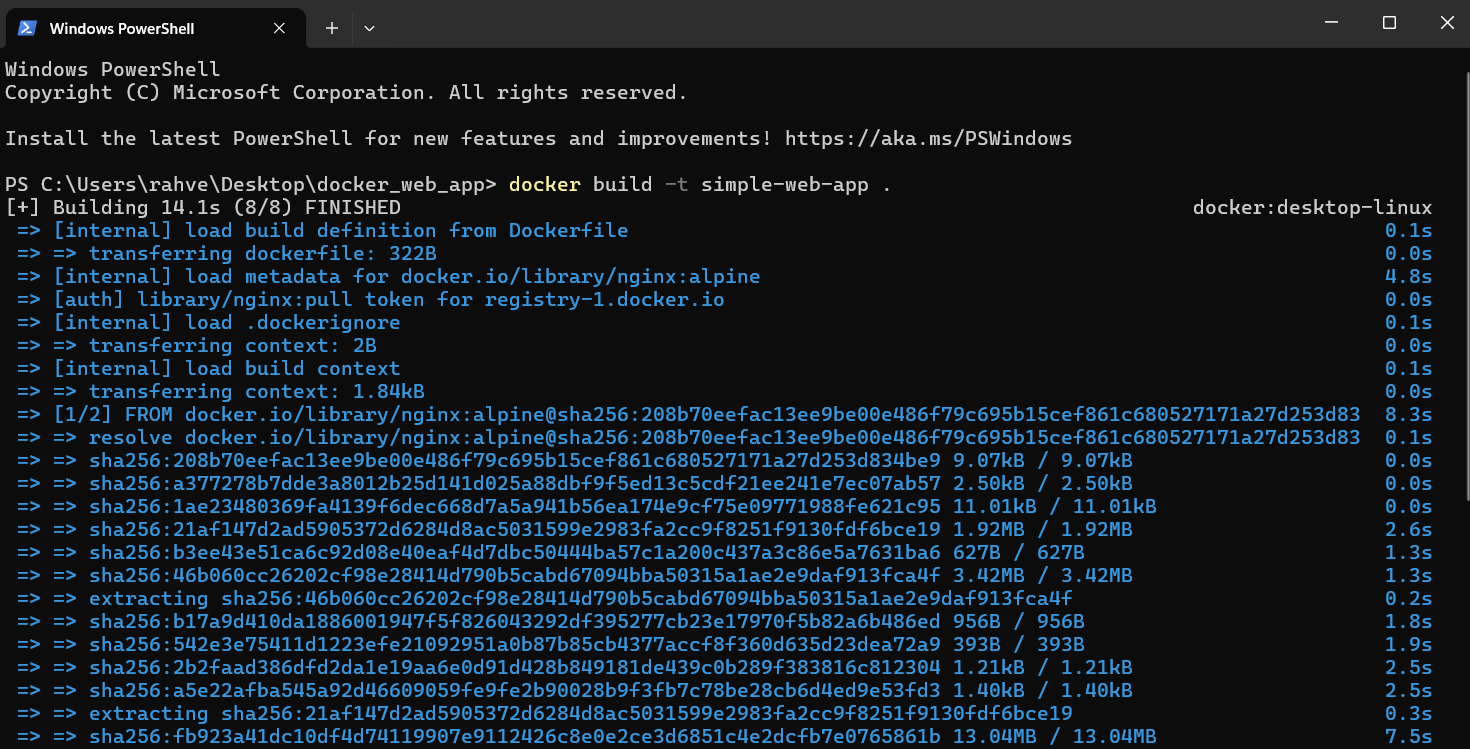 Windows PowerShell
Windows PowerShell
Copyright (C) Microsoft Corporation. All rights reserved.
Install the latest PowerShell for new features and improvements! https://aka.ms/PSWindows
PS C:\Users\rahve\Desktop\docker_web_app> docker build -t simple-web-app .
[+] Building 14.1s (8/8) FINISHED docker:desktop-linux
=> [internal] load build definition from Dockerfile 0.1s
=> => transferring dockerfile: 322B 0.0s
=> [internal] load metadata for docker.io/library/nginx:alpine 4.8s
=> [auth] library/nginx:pull token for registry-1.docker.io 0.0s
=> [internal] load .dockerignore 0.1s
=> => transferring context: 2B 0.0s
=> [internal] load build context 0.1s
=> => transferring context: 1.84kB 0.0s
=> [1/2] FROM docker.io/library/nginx:alpine@sha256:208b70eefac13ee9be00e486f79c695b15cef861c680527171a27d253d83 8.3s
=> => resolve docker.io/library/nginx:alpine@sha256:208b70eefac13ee9be00e486f79c695b15cef861c680527171a27d253d83 0.1s
=> => sha256:208b70eefac13ee9be00e486f79c695b15cef861c680527171a27d253d834be9 9.07kB / 9.07kB 0.0s
=> => sha256:a377278b7dde3a8012b25d141d025a88dbf9f5ed13c5cdf21ee241e7ec07ab57 2.50kB / 2.50kB 0.0s
=> => sha256:1ae23480369fa4139f6dec668d7a5a941b56ea174e9cf75e09771988fe621c95 11.01kB / 11.01kB 0.0s
=> => sha256:21af147d2ad5905372d6284d8ac5031599e2983fa2cc9f8251f9130fdf6bce19 1.92MB / 1.92MB 2.6s
=> => sha256:b3ee43e51ca6c92d08e40eaf4d7dbc50444ba57c1a200c437a3c86e5a7631ba6 627B / 627B 1.3s
=> => sha256:46b060cc26202cf98e28414d790b5cabd67094bba50315a1ae2e9daf913fca4f 3.42MB / 3.42MB 1.3s
=> => extracting sha256:46b060cc26202cf98e28414d790b5cabd67094bba50315a1ae2e9daf913fca4f 0.2s
=> => sha256:b17a9d410da1886001947f5f826043292df395277cb23e17970f5b82a6b486ed 956B / 956B 1.8s
=> => sha256:542e3e75411d1223efe21092951a0b87b85cb4377accf8f360d635d23dea72a9 393B / 393B 1.9s
=> => sha256:2b2faad386dfd2da1e19aa6e0d91d428b849181de439c0b289f383816c812304 1.21kB / 1.21kB 2.5s
=> => sha256:a5e22afba545a92d46609059fe9fe2b90028b9f3fb7c78be28cb6d4ed9e53fd3 1.40kB / 1.40kB 2.5s
=> => extracting sha256:21af147d2ad5905372d6284d8ac5031599e2983fa2cc9f8251f9130fdf6bce19 0.3s
=> => sha256:fb923a41dc10df4d74119907e9112426c8e0e2ce3d6851c4e2dcfb7e0765861b 13.04MB / 13.04MB 7.5s